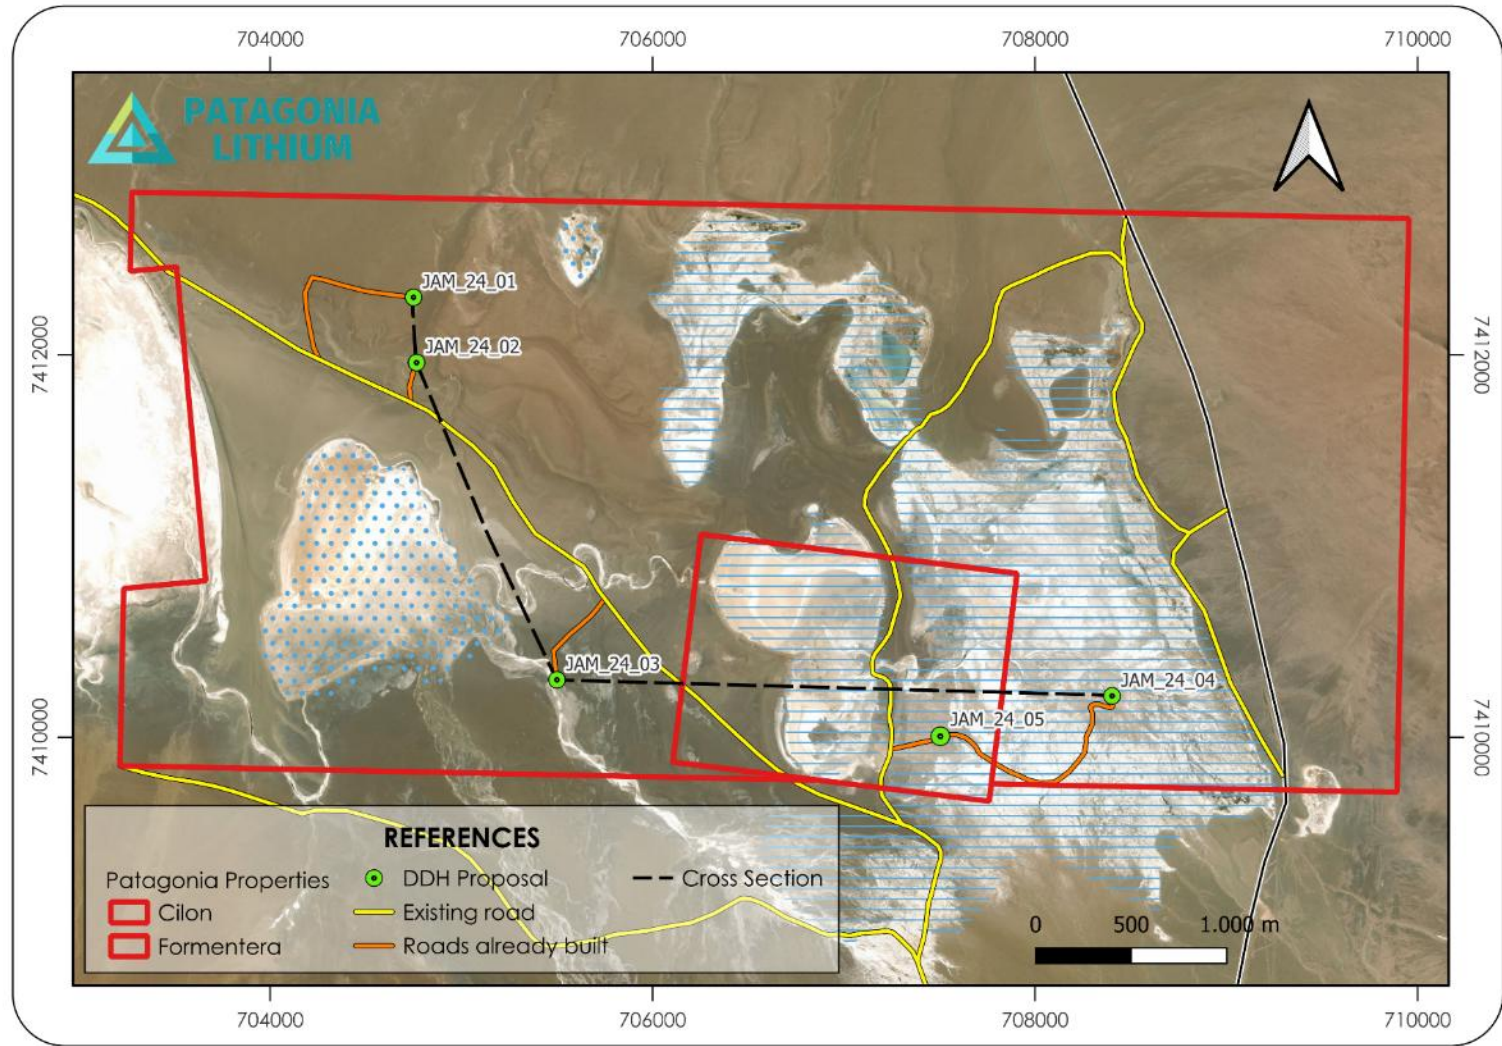 704000
706000
708000
710000
PATAGONIA
LITHIUM
JAM_24_01
7412000
JAM_24_02
7412000
JAM_24_03
JAM_24_04
7410000
JAM_24_05
7410000
REFERENCES
Patagonia Properties
DDH Proposal
Cross Section
Cilon
Existing road
Formentera
Roads already built
0 500 1.000 m
704000
706000
708000
710000